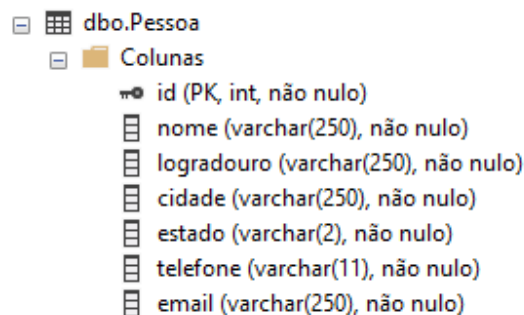 dbo.Pessoa
Colunas
id (PK, int, não nulo)
nome (varchar(250), não nulo)
logradouro (varchar(250), não nulo)
cidade (varchar(250), não nulo)
estado (varchar(2), não nulo)
telefone (varchar(11), não nulo)
email (varchar(250), não nulo)